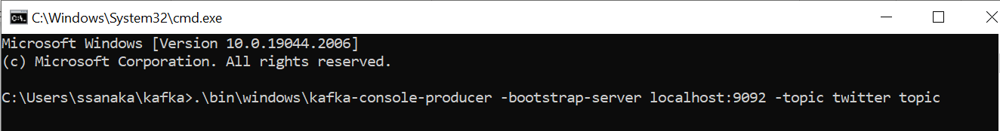 C:\Windows\System32\cmd.exe
Microsoft Windows [Version 10.0.19044.2006]
(c) Microsoft Corporation. All rights reserved.
C:\Users\ssanaka\kafka>.\bin\windows\kafka-console-producer -bootstrap-server localhost:9092 -topic twitter topic